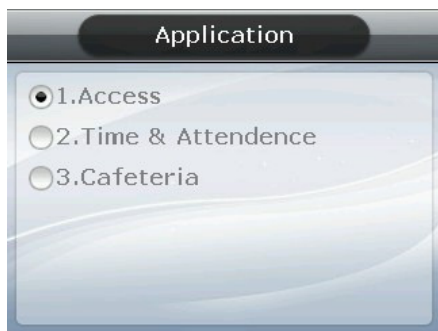 Application
1.Access
2.Time & Attendence
3.Cafeteria